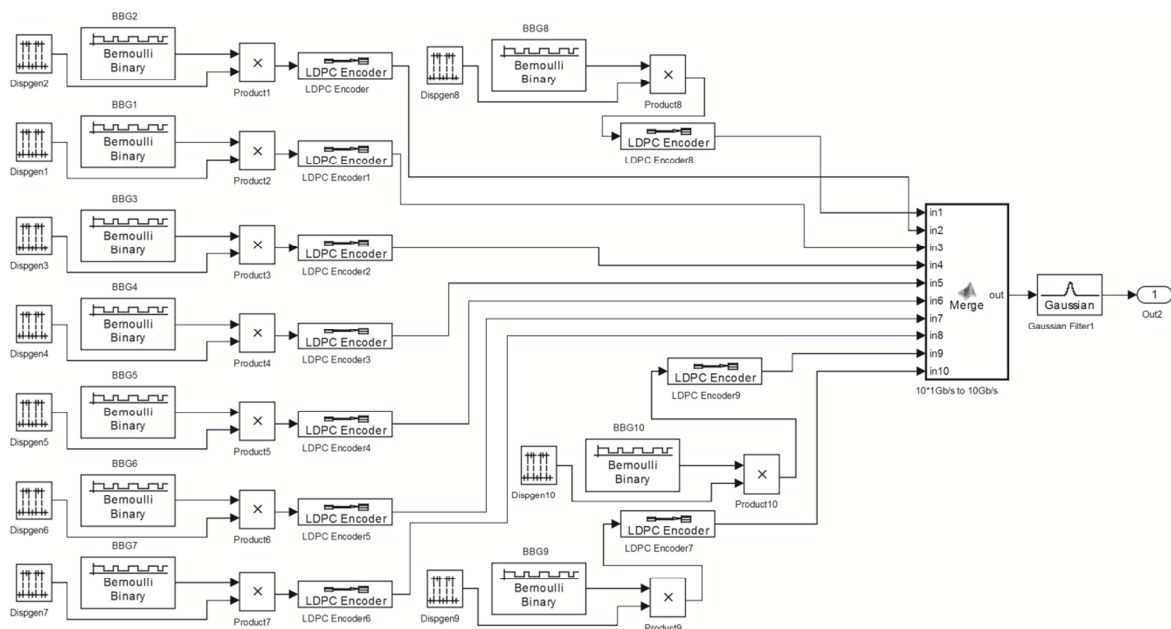 BBG2
Bernoulli
Binary
Dispgen2
×
Product1
LDPC Encoder
LDPC Encoder
BBG8
Bernoulli
Binary
Dispgen8
×
Product8
LDPC Encoder
LDPC Encoder8
BBG1
Bernoulli
Binary
Dispgen1
×
Product2
LDPC Encoder
LDPC Encoder1
BBG3
Bernoulli
Binary
Dispgen3
×
Product3
LDPC Encoder
LDPC Encoder2
BBG4
Bernoulli
Binary
Dispgen4
×
Product4
LDPC Encoder
LDPC Encoder3
BBG5
Bernoulli
Binary
Dispgen5
×
Product5
LDPC Encoder
LDPC Encoder4
BBG6
Bernoulli
Binary
Dispgen6
×
Product6
LDPC Encoder
LDPC Encoder5
BBG7
Bernoulli
Binary
Dispgen7
×
Product7
LDPC Encoder
LDPC Encoder6
LDPC Encoder
LDPC Encoder9
BBG10
Bernoulli
Binary
Dispgen10
×
Product10
LDPC Encoder
LDPC Encoder7
BBG9
Bernoulli
Binary
Dispgen9
×
Product9
in1
in2
in3
in4
in5
in6
in7
in8
in9
in10
Merge
out
10*1Gb/s to 10Gb/s
Gaussian
Gaussian Filter1
1
Out2